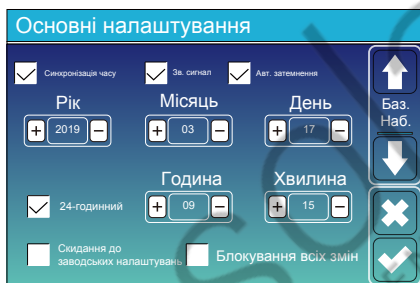 Основні налаштування
Синхронізація часу
Зв. сигнал
Авт. затемнення
Рік
Місяць
День
+ 2019 −
+ 03 −
+ 17 −
Баз.
Наб.
Година
Хвилина
24-годинний
+ 09 −
+ 15 −
Скидання до
заводських налаштувань
Блокування всіх змін